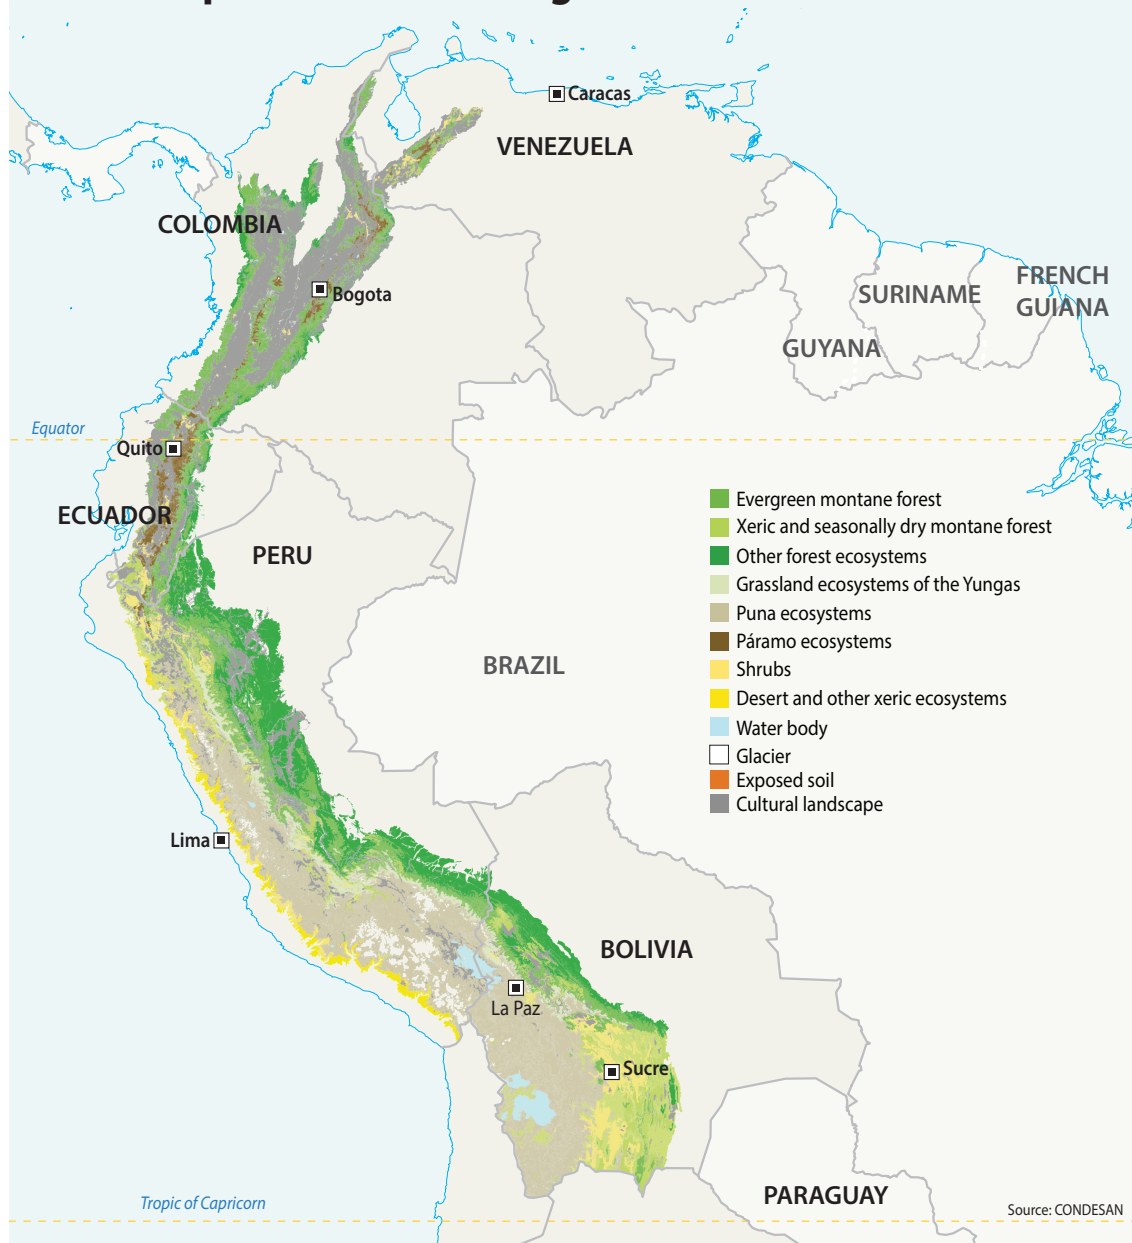 Caracas
VENEZUELA
COLOMBIA
Bogota
FRENCH
GUIANA
SURINAME
GUYANA
Equator
Quito
ECUADOR
PERU
BRAZIL
Evergreen montane forest
Xeric and seasonally dry montane forest
Other forest ecosystems
Grassland ecosystems of the Yungas
Puna ecosystems
Páramo ecosystems
Shrubs
Desert and other xeric ecosystems
Water body
Glacier
Exposed soil
Cultural landscape
Lima
BOLIVIA
La Paz
Sucre
PARAGUAY
Tropic of Capricorn
Source: CONDESAN